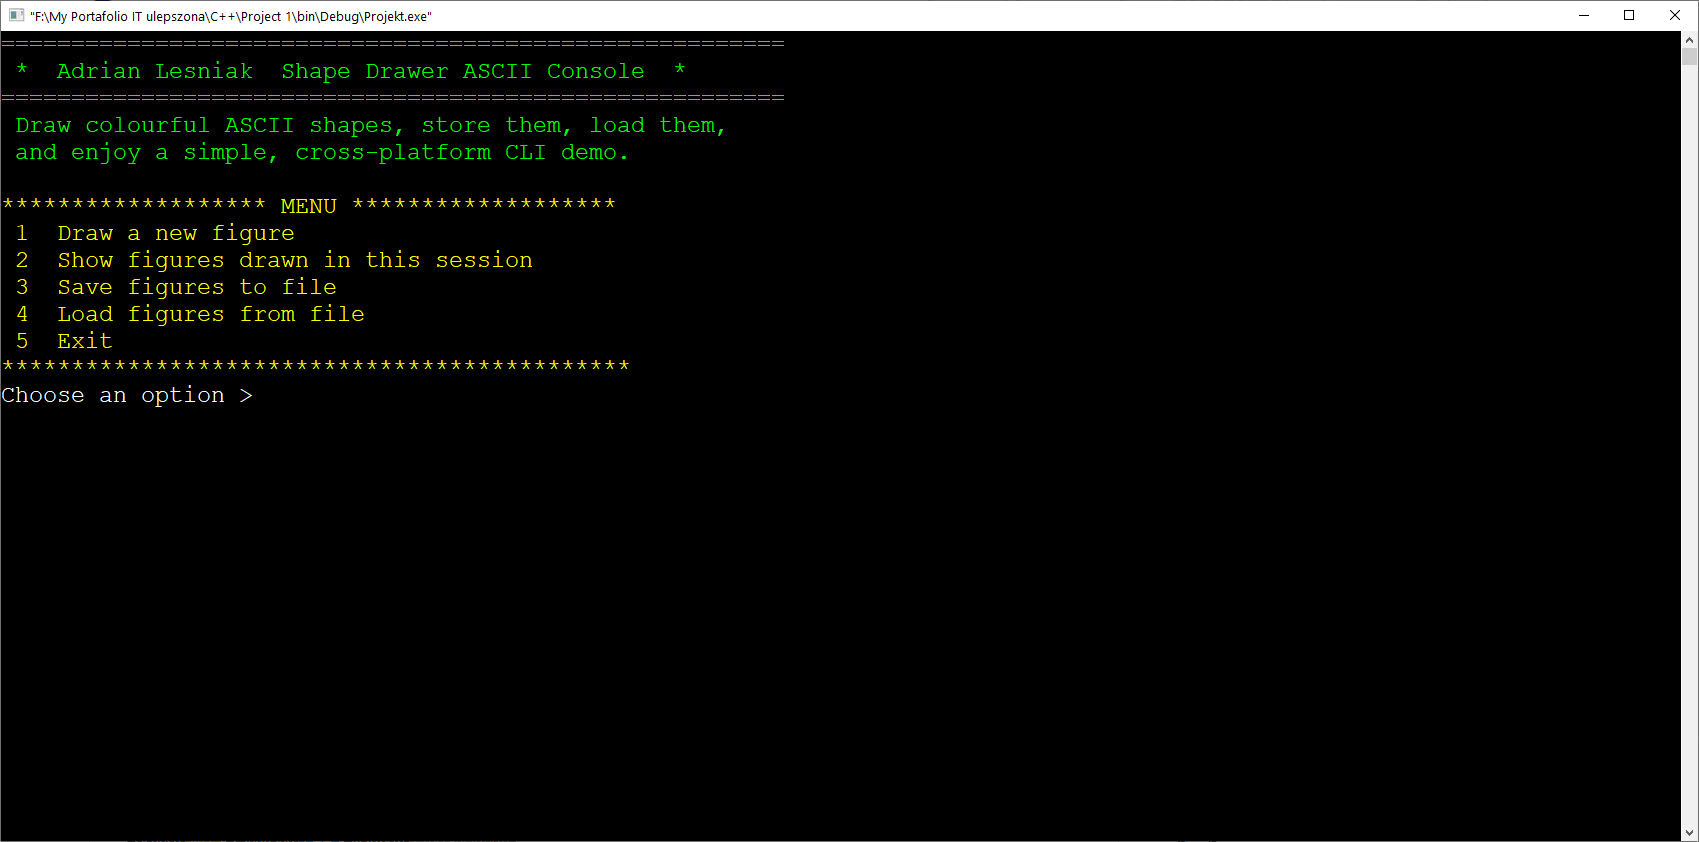 "F:\My Portafolio IT ulepszona\C++\Project 1\bin\Debug\Projekt.exe"
========================================================
 *  Adrian Lesniak  Shape Drawer ASCII Console  *
========================================================
 Draw colourful ASCII shapes, store them, load them,
 and enjoy a simple, cross-platform CLI demo.

******************* MENU *******************
 1  Draw a new figure
 2  Show figures drawn in this session
 3  Save figures to file
 4  Load figures from file
 5  Exit
*********************************************
Choose an option >